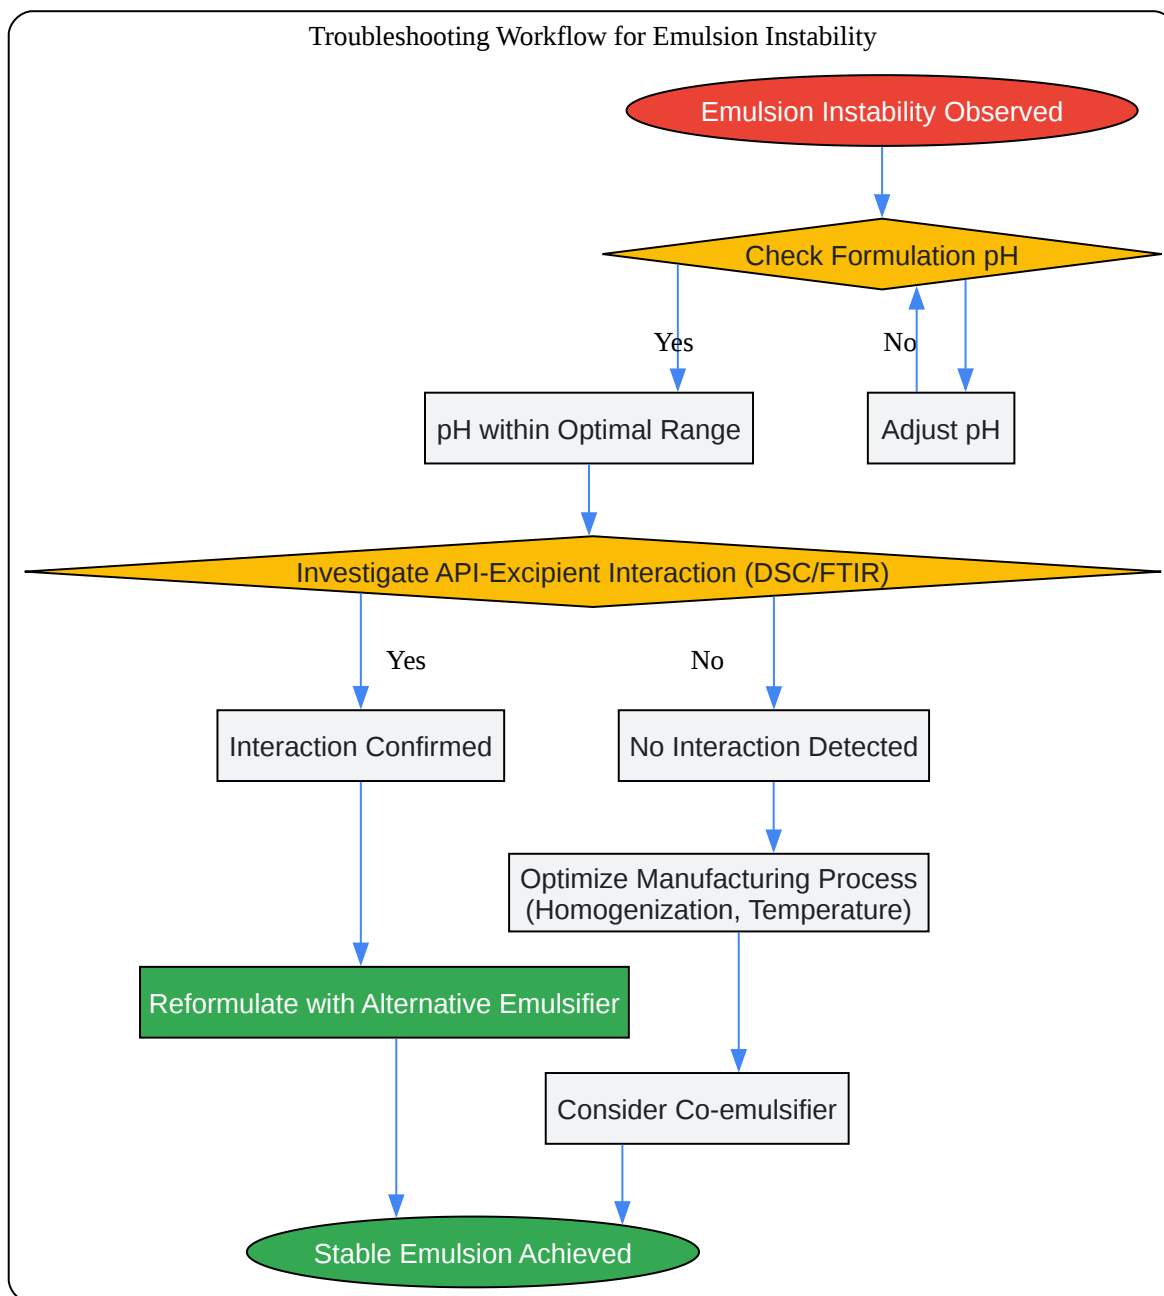 Troubleshooting Workflow for Emulsion Instability
Emulsion Instability Observed
Check Formulation pH
Yes
No
pH within Optimal Range
Adjust pH
Investigate API-Excipient Interaction (DSC/FTIR)
Yes
No
Interaction Confirmed
No Interaction Detected
Optimize Manufacturing Process
(Homogenization, Temperature)
Reformulate with Alternative Emulsifier
Consider Co-emulsifier
Stable Emulsion Achieved